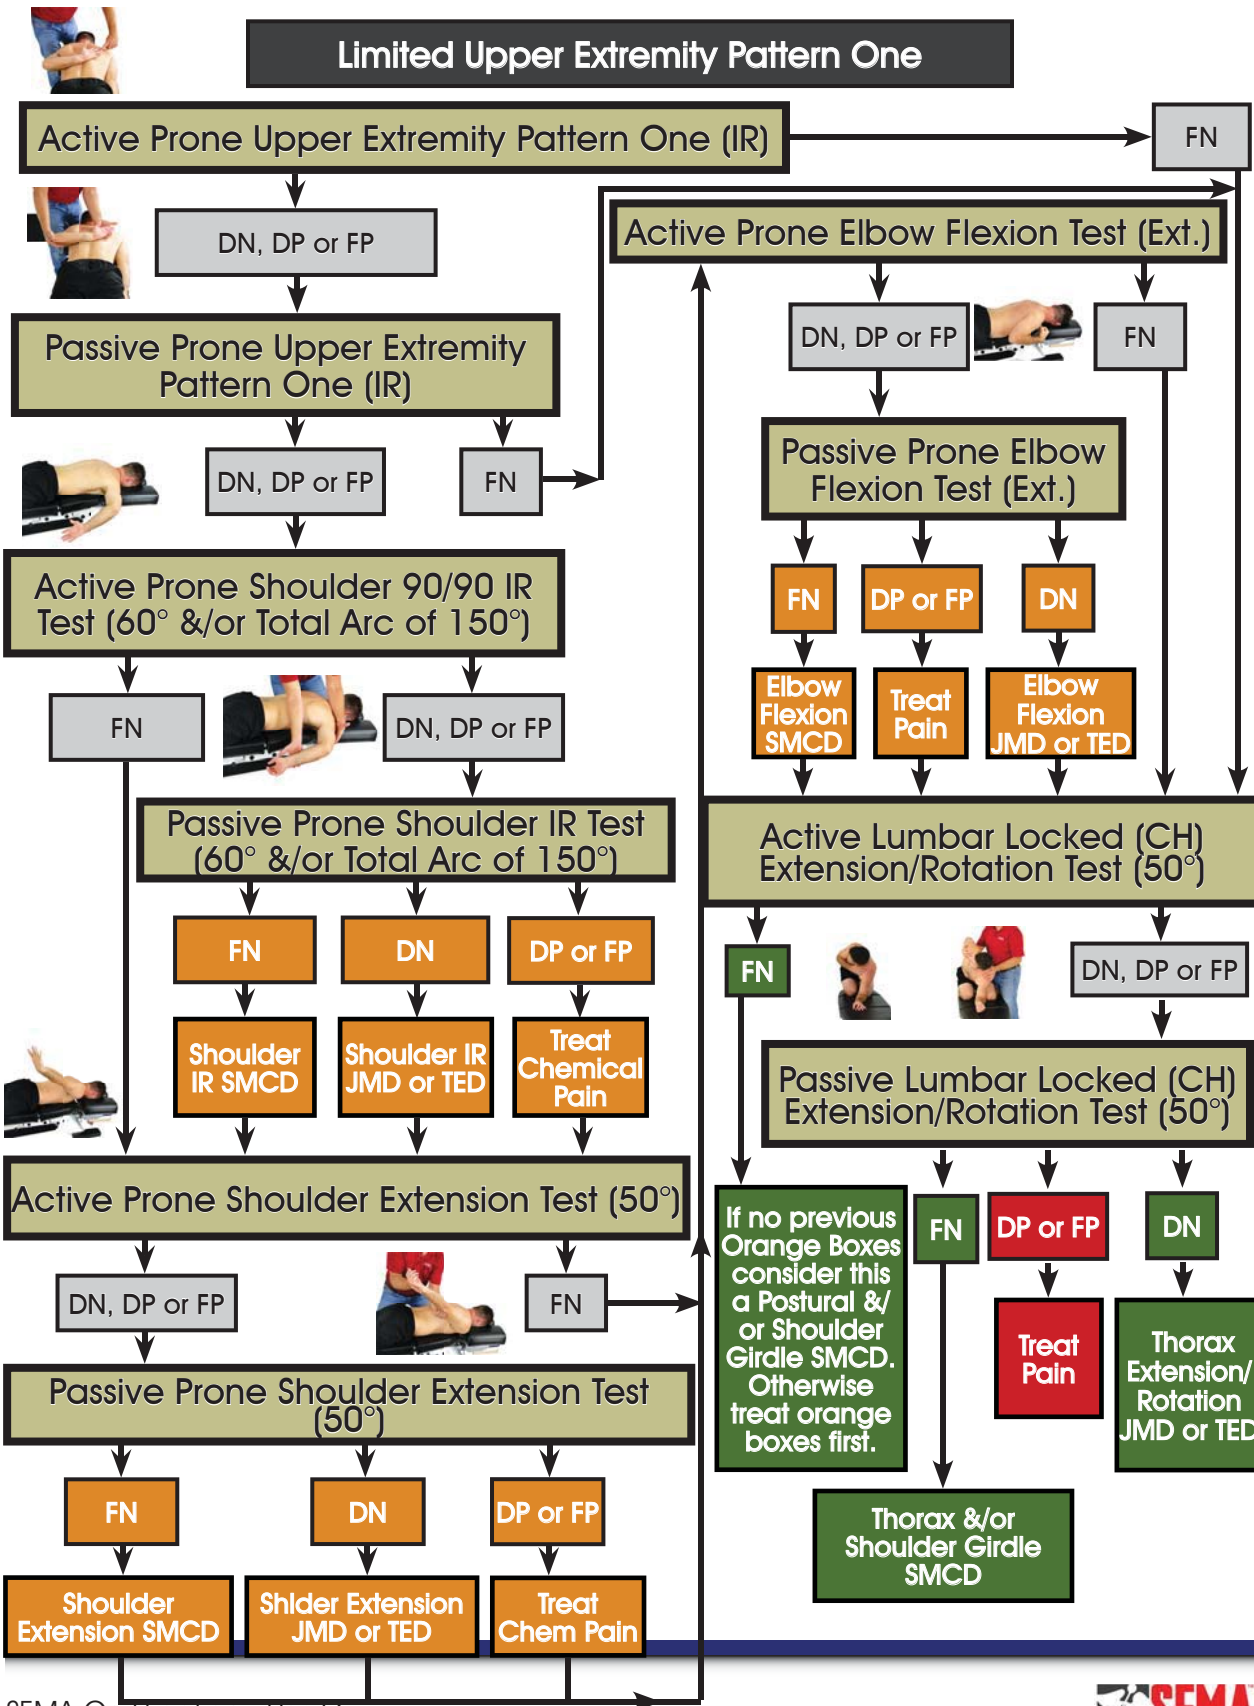 Limited Upper Extremity Pattern One
Active Prone Upper Extremity Pattern One (IR)
FN
DN, DP or FP
Passive Prone Upper Extremity
Pattern One (IR)
DN, DP or FP
FN
Active Prone Shoulder 90/90 IR
Test (60° &/or Total Arc of 150°)
FN
DN, DP or FP
Passive Prone Shoulder IR Test
(60° &/or Total Arc of 150°)
FN
DN
DP or FP
Shoulder
IR SMCD
Shoulder IR
JMD or TED
Treat
Chemical
Pain
Active Prone Shoulder Extension Test (50°)
DN, DP or FP
FN
Passive Prone Shoulder Extension Test
(50°)
FN
DN
DP or FP
Shoulder
Extension SMCD
Shlder Extension
JMD or TED
Treat
Chem Pain
Active Prone Elbow Flexion Test (Ext.)
DN, DP or FP
FN
Passive Prone Elbow
Flexion Test (Ext.)
FN
DP or FP
DN
Elbow
Flexion
SMCD
Treat
Pain
Elbow
Flexion
JMD or TED
Active Lumbar Locked (CH)
Extension/Rotation Test (50°)
FN
DN, DP or FP
Passive Lumbar Locked (CH)
Extension/Rotation Test (50°)
FN
DP or FP
DN
If no previous
Orange Boxes
consider this
a Postural &/
or Shoulder
Girdle SMCD.
Otherwise
treat orange
boxes first.
Treat
Pain
Thorax
Extension/
Rotation
JMD or TED
Thorax &/or
Shoulder Girdle
SMCD
SFMA